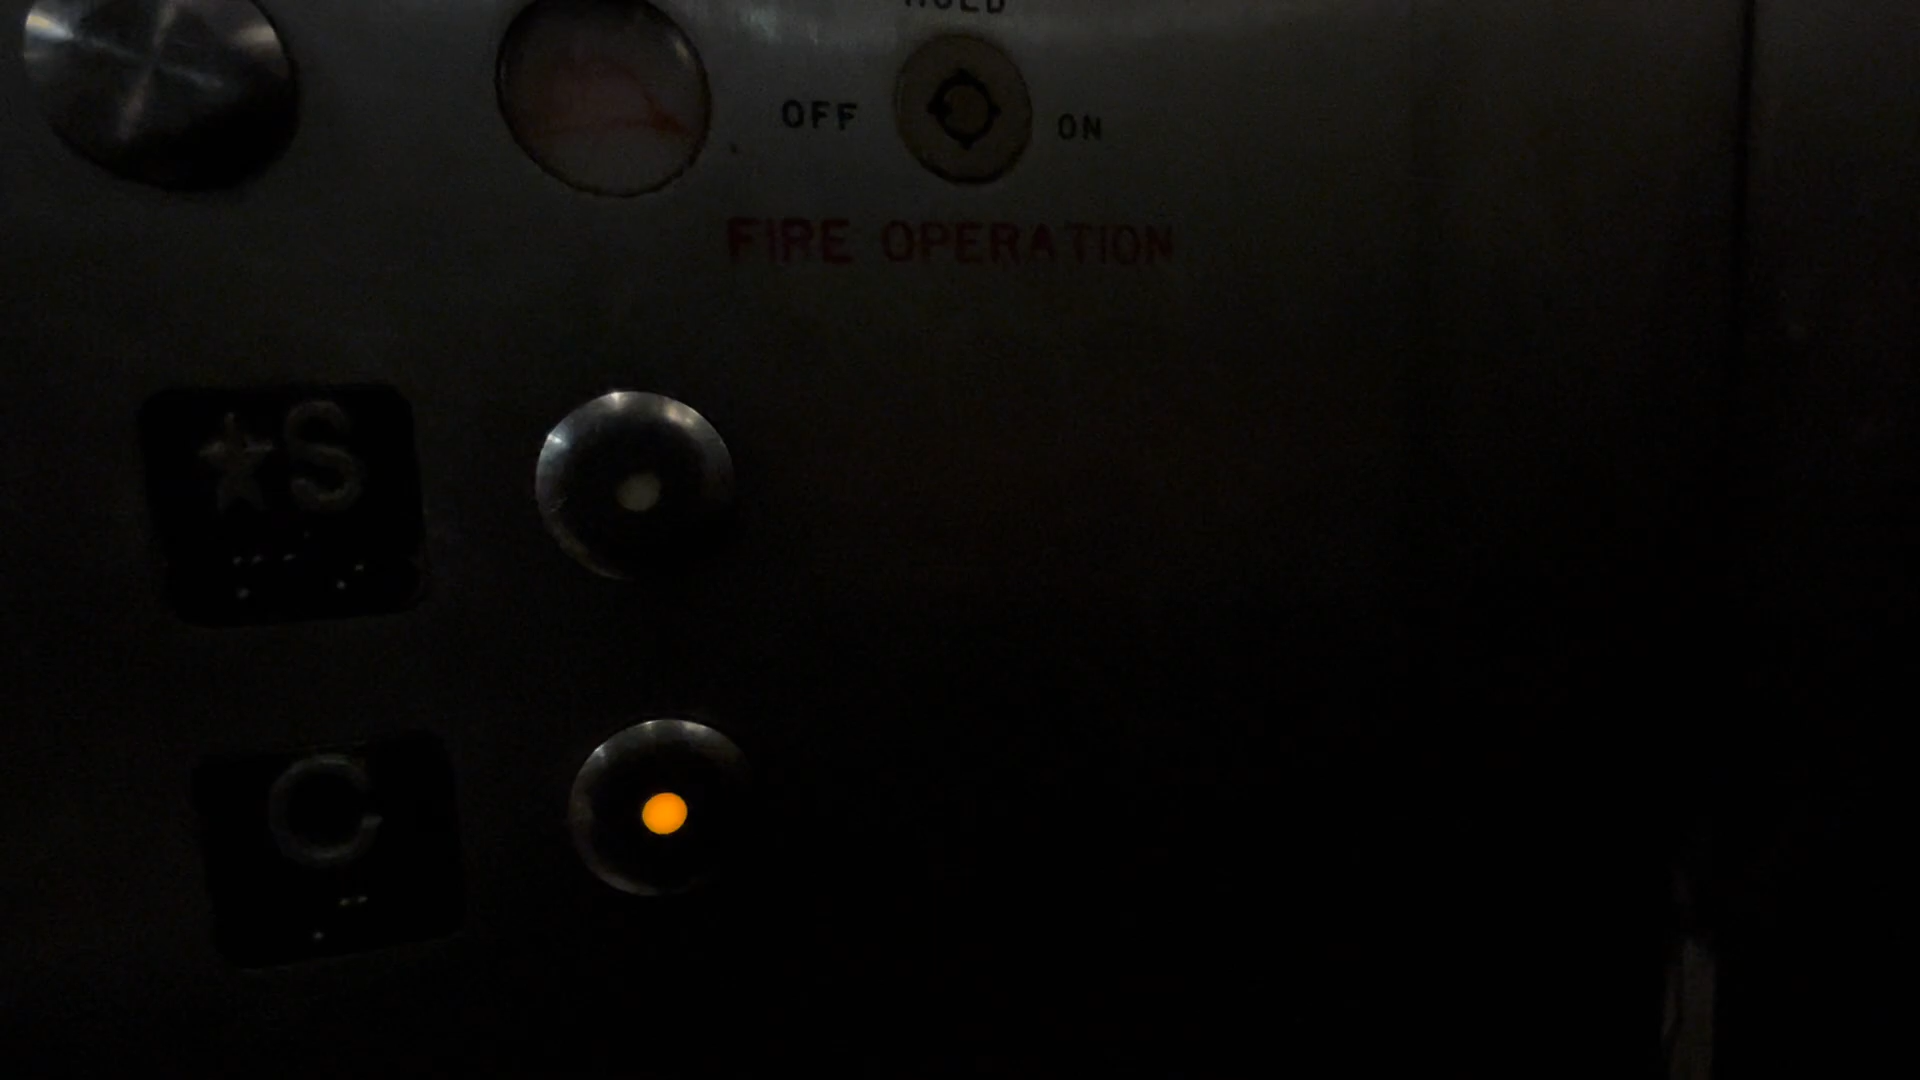 HOLD
OFF ON
FIRE OPERATION
★S
C